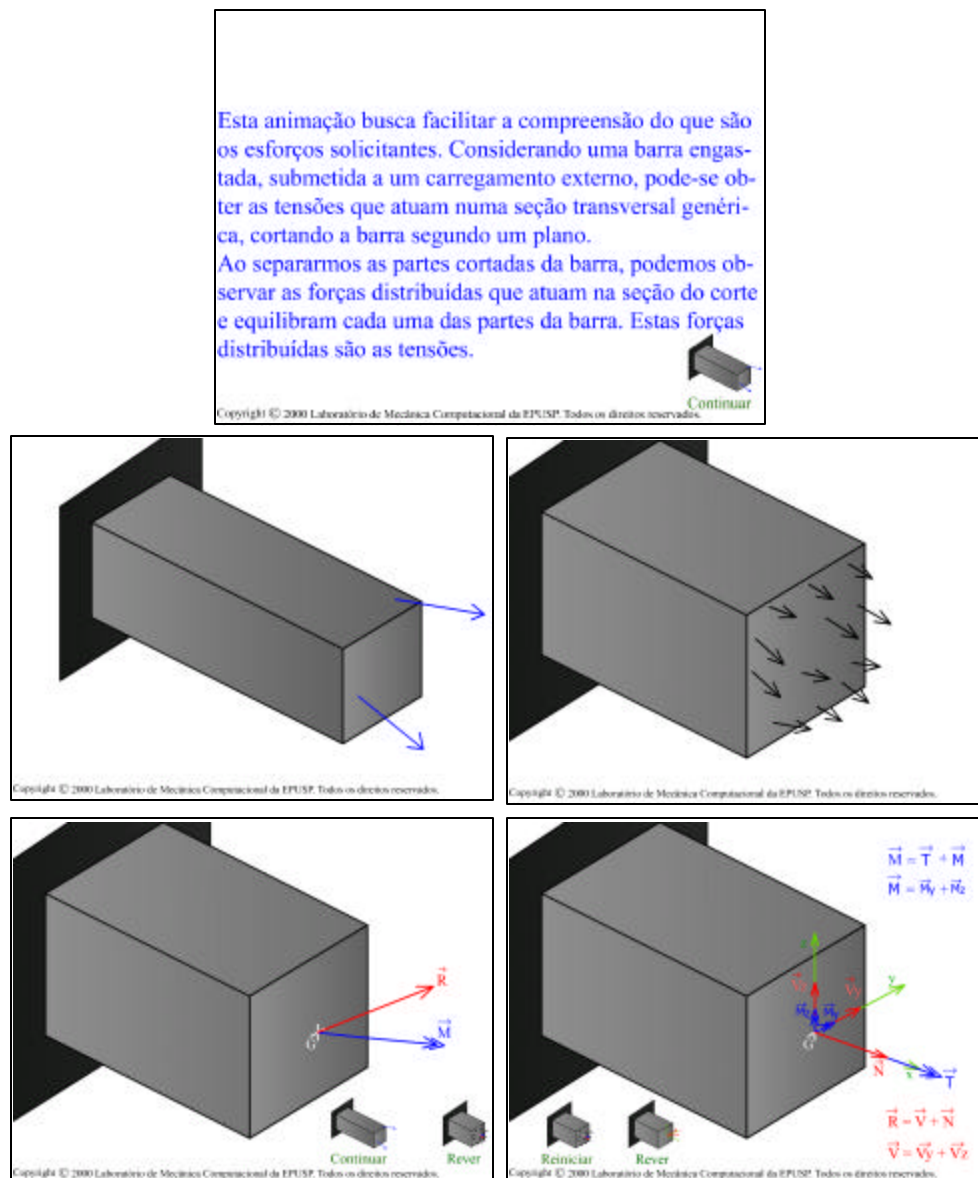 Esta animação busca facilitar a compreensão do que são
os esforços solicitantes. Considerando uma barra engas-
tada, submetida a um carregamento externo, pode-se ob-
ter as tensões que atuam numa seção transversal genéri-
ca, cortando a barra segundo um plano.
Ao separarmos as partes cortadas da barra, podemos ob-
servar as forças distribuídas que atuam na seção do corte
e equilibram cada uma das partes da barra. Estas forças
distribuídas são as tensões.
Continuar
Copyright © 2000 Laboratório de Mecânica Computacional da EPUSP. Todos os direitos reservados.
Copyright © 2000 Laboratório de Mecânica Computacional da EPUSP. Todos os direitos reservados.
Copyright © 2000 Laboratório de Mecânica Computacional da EPUSP. Todos os direitos reservados.
R
M
G
Continuar
Rever
Copyright © 2000 Laboratório de Mecânica Computacional da EPUSP. Todos os direitos reservados.
M = T + M
M = My + Mz
z
Vz
Vy
y
Mz
My
G
N
x
T
R = V + N
V = Vy + Vz
Reiniciar
Rever
Copyright © 2000 Laboratório de Mecânica Computacional da EPUSP. Todos os direitos reservados.